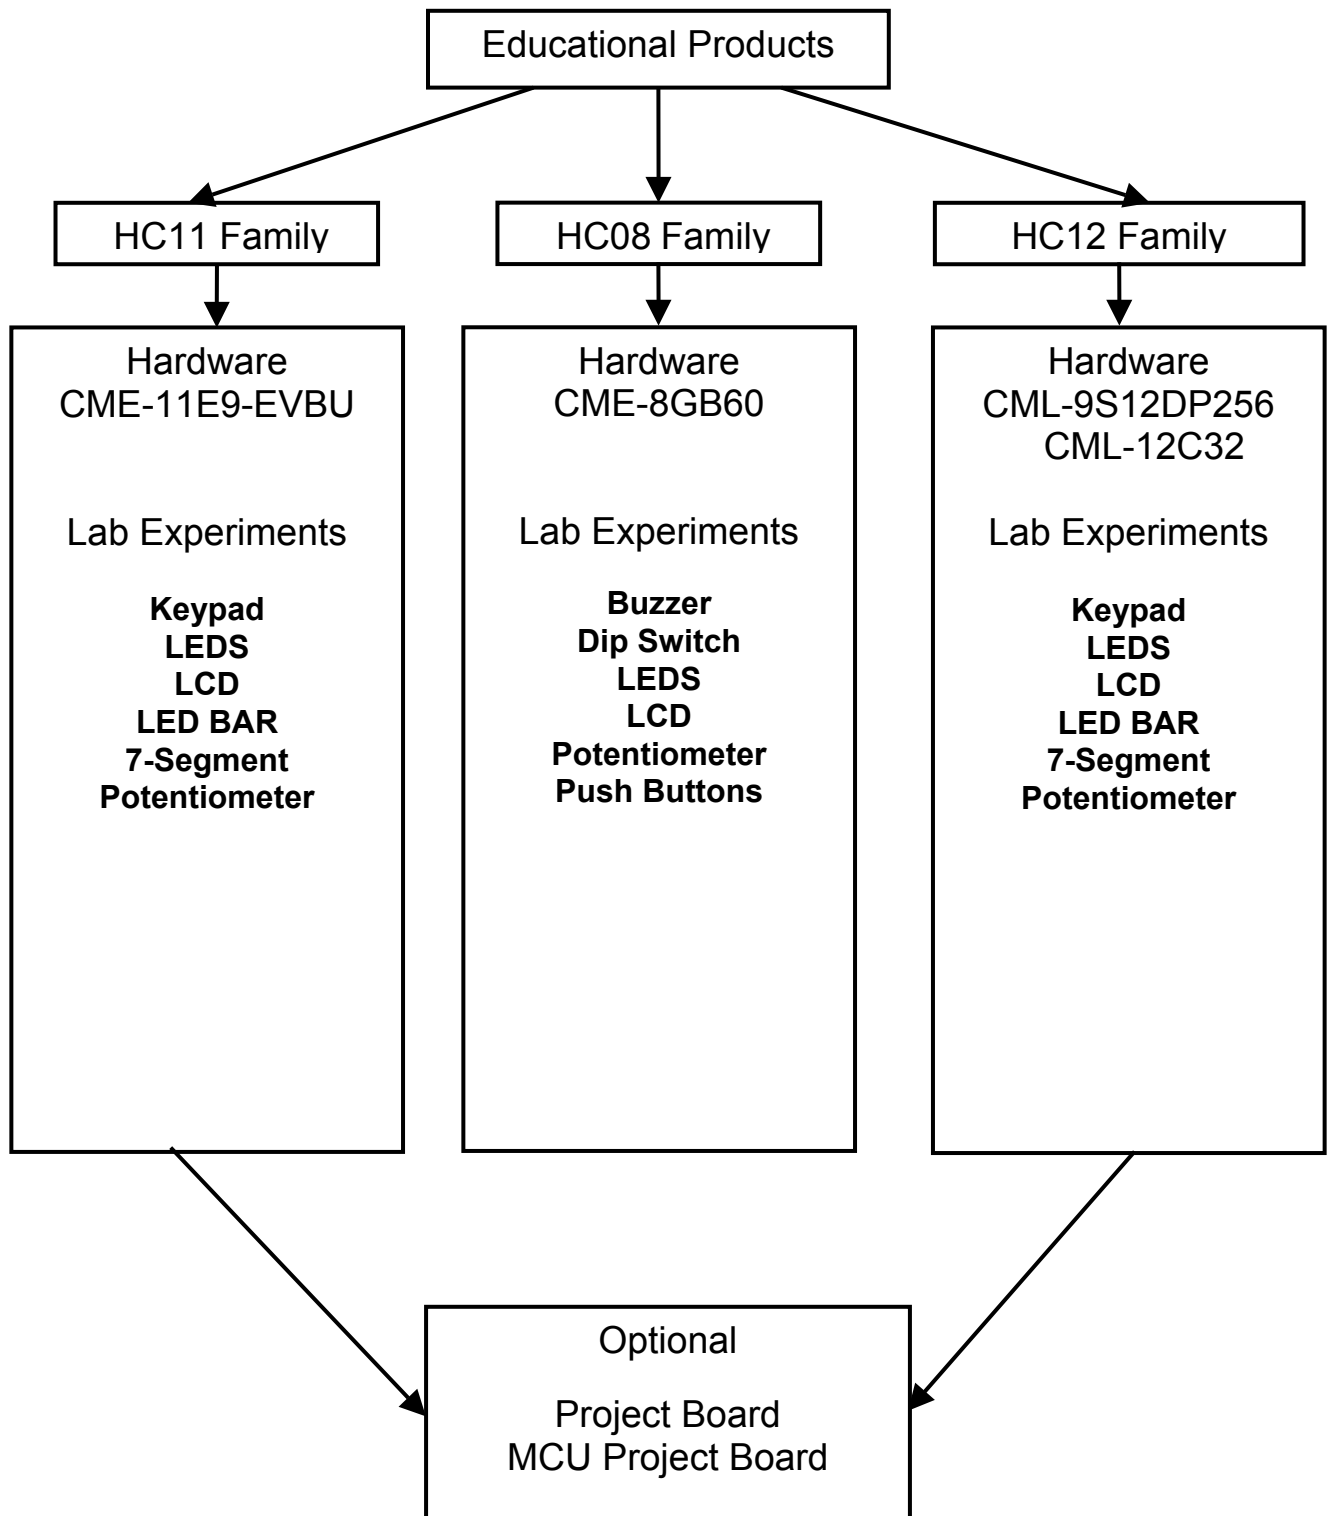 Educational Products
HC11 Family
HC08 Family
HC12 Family
Hardware
CME-11E9-EVBU
Lab Experiments
Keypad
LEDS
LCD
LED BAR
7-Segment
Potentiometer
Hardware
CME-8GB60
Lab Experiments
Buzzer
Dip Switch
LEDS
LCD
Potentiometer
Push Buttons
Hardware
CML-9S12DP256
CML-12C32
Lab Experiments
Keypad
LEDS
LCD
LED BAR
7-Segment
Potentiometer
Optional
Project Board
MCU Project Board